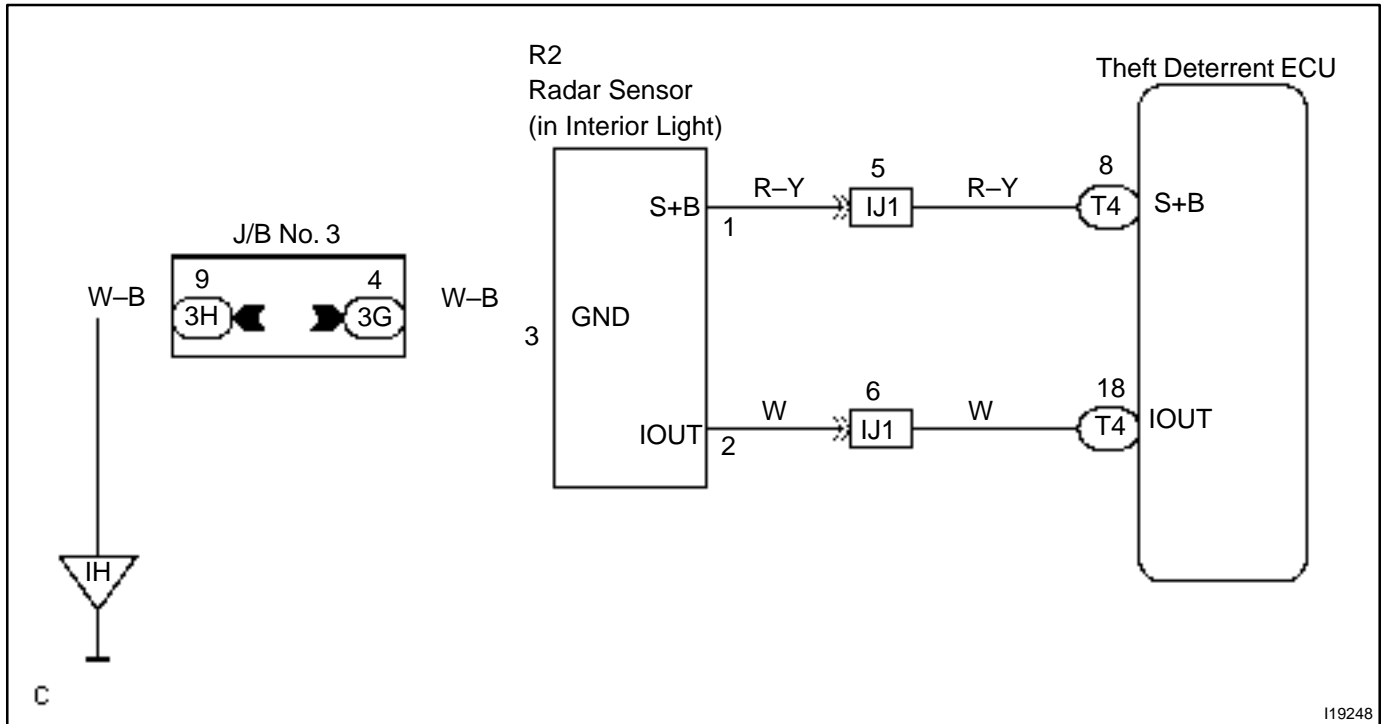 R2
Radar Sensor
(in Interior Light)
Theft Deterrent ECU
J/B No. 3
W–B
9
3H
4
3G
W–B
3
GND
S+B
1
R–Y
5
IJ1
R–Y
8
T4
S+B
IOUT
2
W
6
IJ1
W
18
T4
IOUT
IH
C
I19248